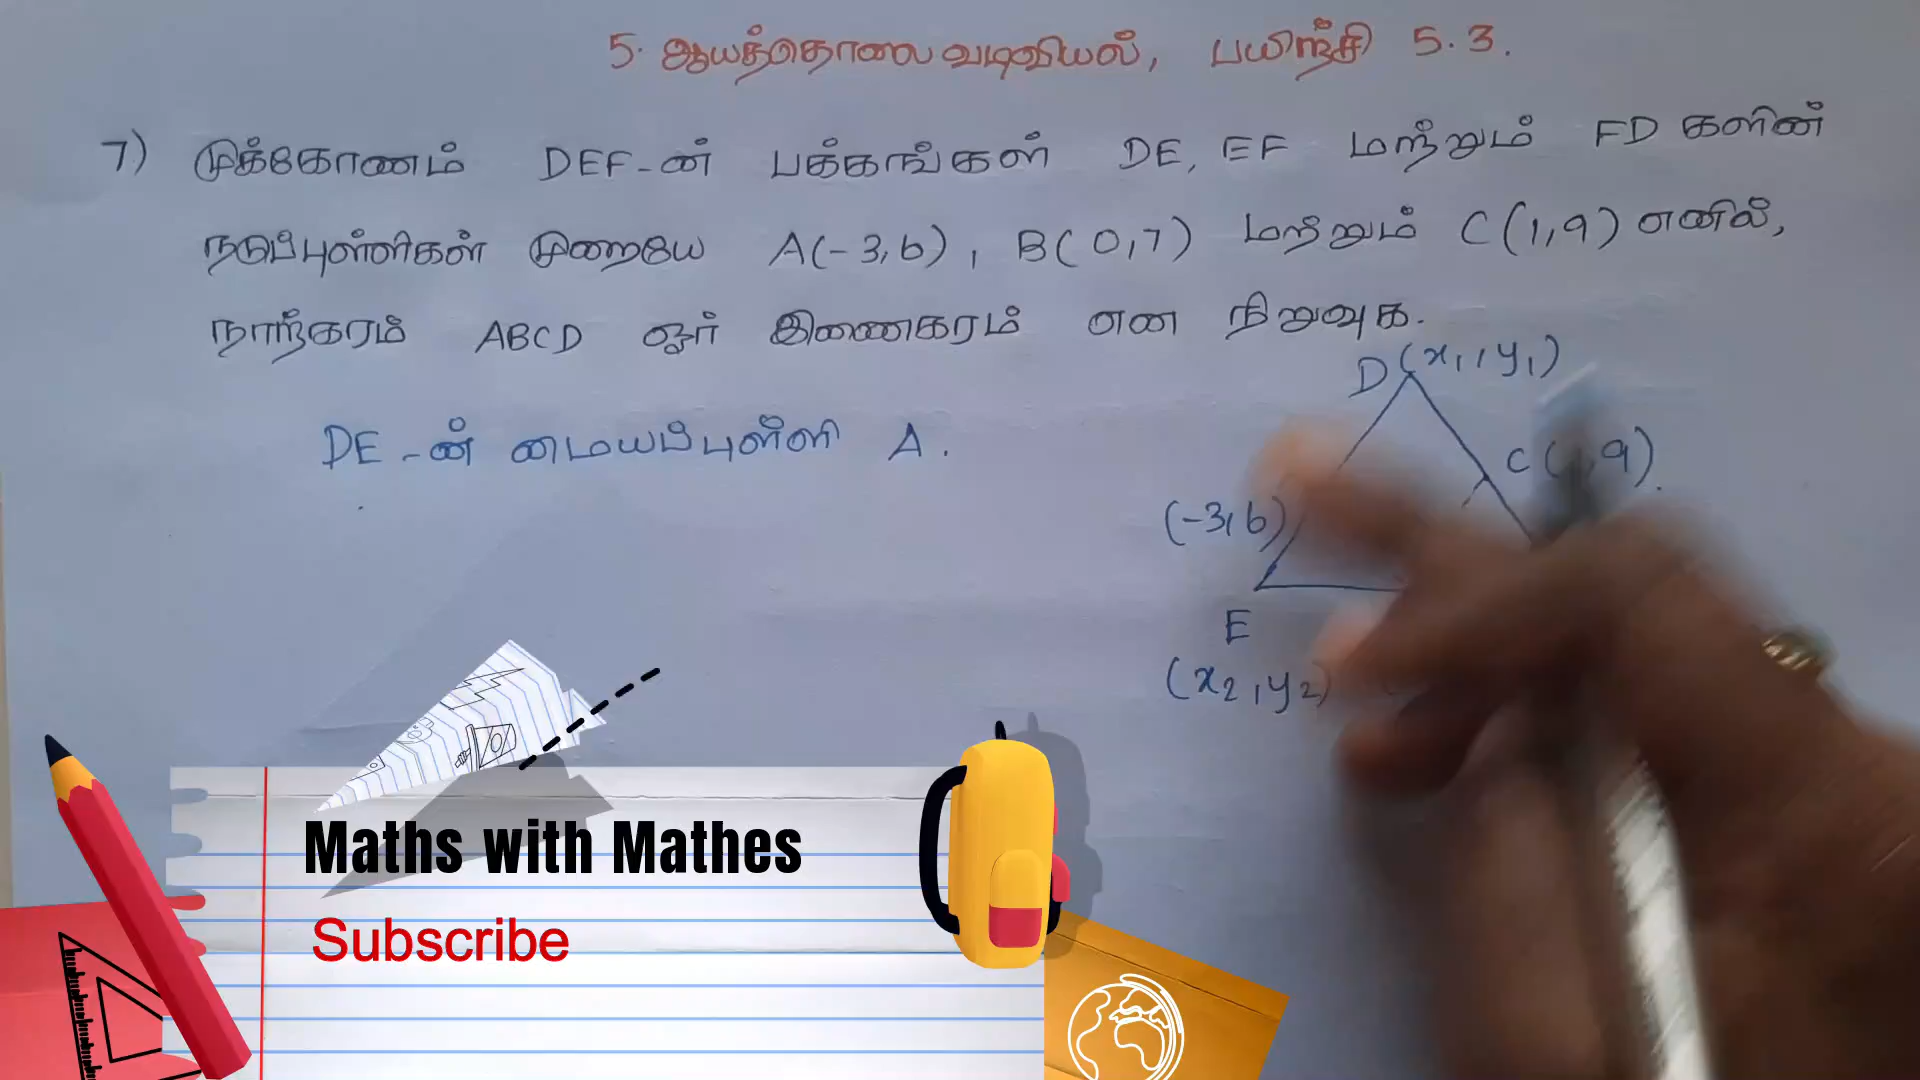 5. ஆயத்தொலை வடிவியல், பயிற்சி 5.3.
7) முக்கோணம் DEF-ன் பக்கங்கள் DE, EF மற்றும் FD களின்
நடுப்புள்ளிகள் முறையே A(-3,6), B(0,7) மற்றும் C(1,9) எனில்,
நாற்கரம் ABCD ஓர் இணைகரம் என நிறுவுக.
D(x₁, y₁)
DE-ன் மையப்புள்ளி A.
C( ,9).
(-3,6)
E
(x₂, y₂)
Maths with Mathes
Subscribe